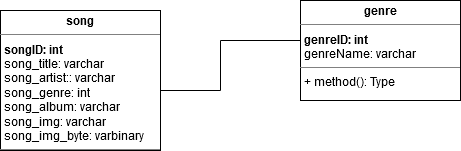 song
songID: int
song_title: varchar
song_artist:: varchar
song_genre: int
song_album: varchar
song_img: varchar
song_img_byte: varbinary
genre
genreID: int
genreName: varchar
+ method(): Type